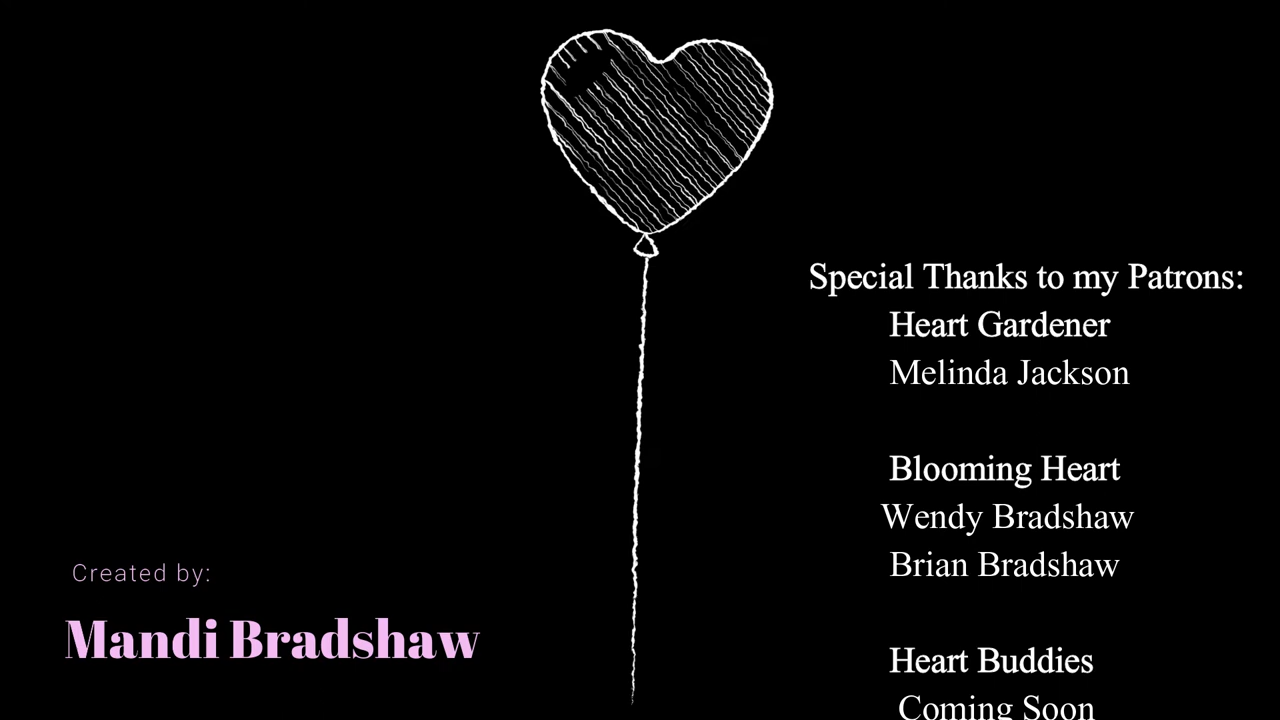 Special Thanks to my Patrons:
Heart Gardener
Melinda Jackson
Blooming Heart
Wendy Bradshaw
Brian Bradshaw
Heart Buddies
Coming Soon
Created by:
Mandi Bradshaw